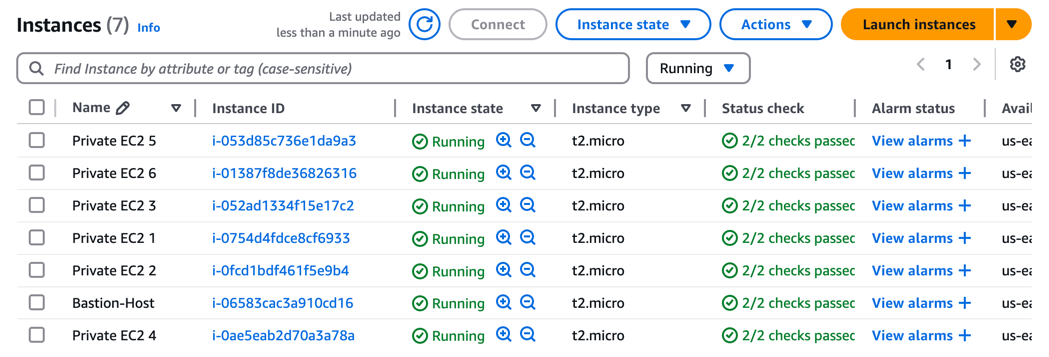 Instances (7) Info
Last updated
less than a minute ago
Connect
Instance state
Actions
Launch instances
Find Instance by attribute or tag (case-sensitive)
Running
1
Name Instance ID Instance state Instance type Status check Alarm status Avail
Private EC2 5 i-053d85c736e1da9a3 Running t2.micro 2/2 checks passec View alarms + us-ea
Private EC2 6 i-01387f8de36826316 Running t2.micro 2/2 checks passec View alarms + us-ea
Private EC2 3 i-052ad1334f15e17c2 Running t2.micro 2/2 checks passec View alarms + us-ea
Private EC2 1 i-0754d4fdce8cf6933 Running t2.micro 2/2 checks passec View alarms + us-ea
Private EC2 2 i-0fcd1bdf461f5e9b4 Running t2.micro 2/2 checks passec View alarms + us-ea
Bastion-Host i-06583cac3a910cd16 Running t2.micro 2/2 checks passec View alarms + us-ea
Private EC2 4 i-0ae5eab2d70a3a78a Running t2.micro 2/2 checks passec View alarms + us-ea